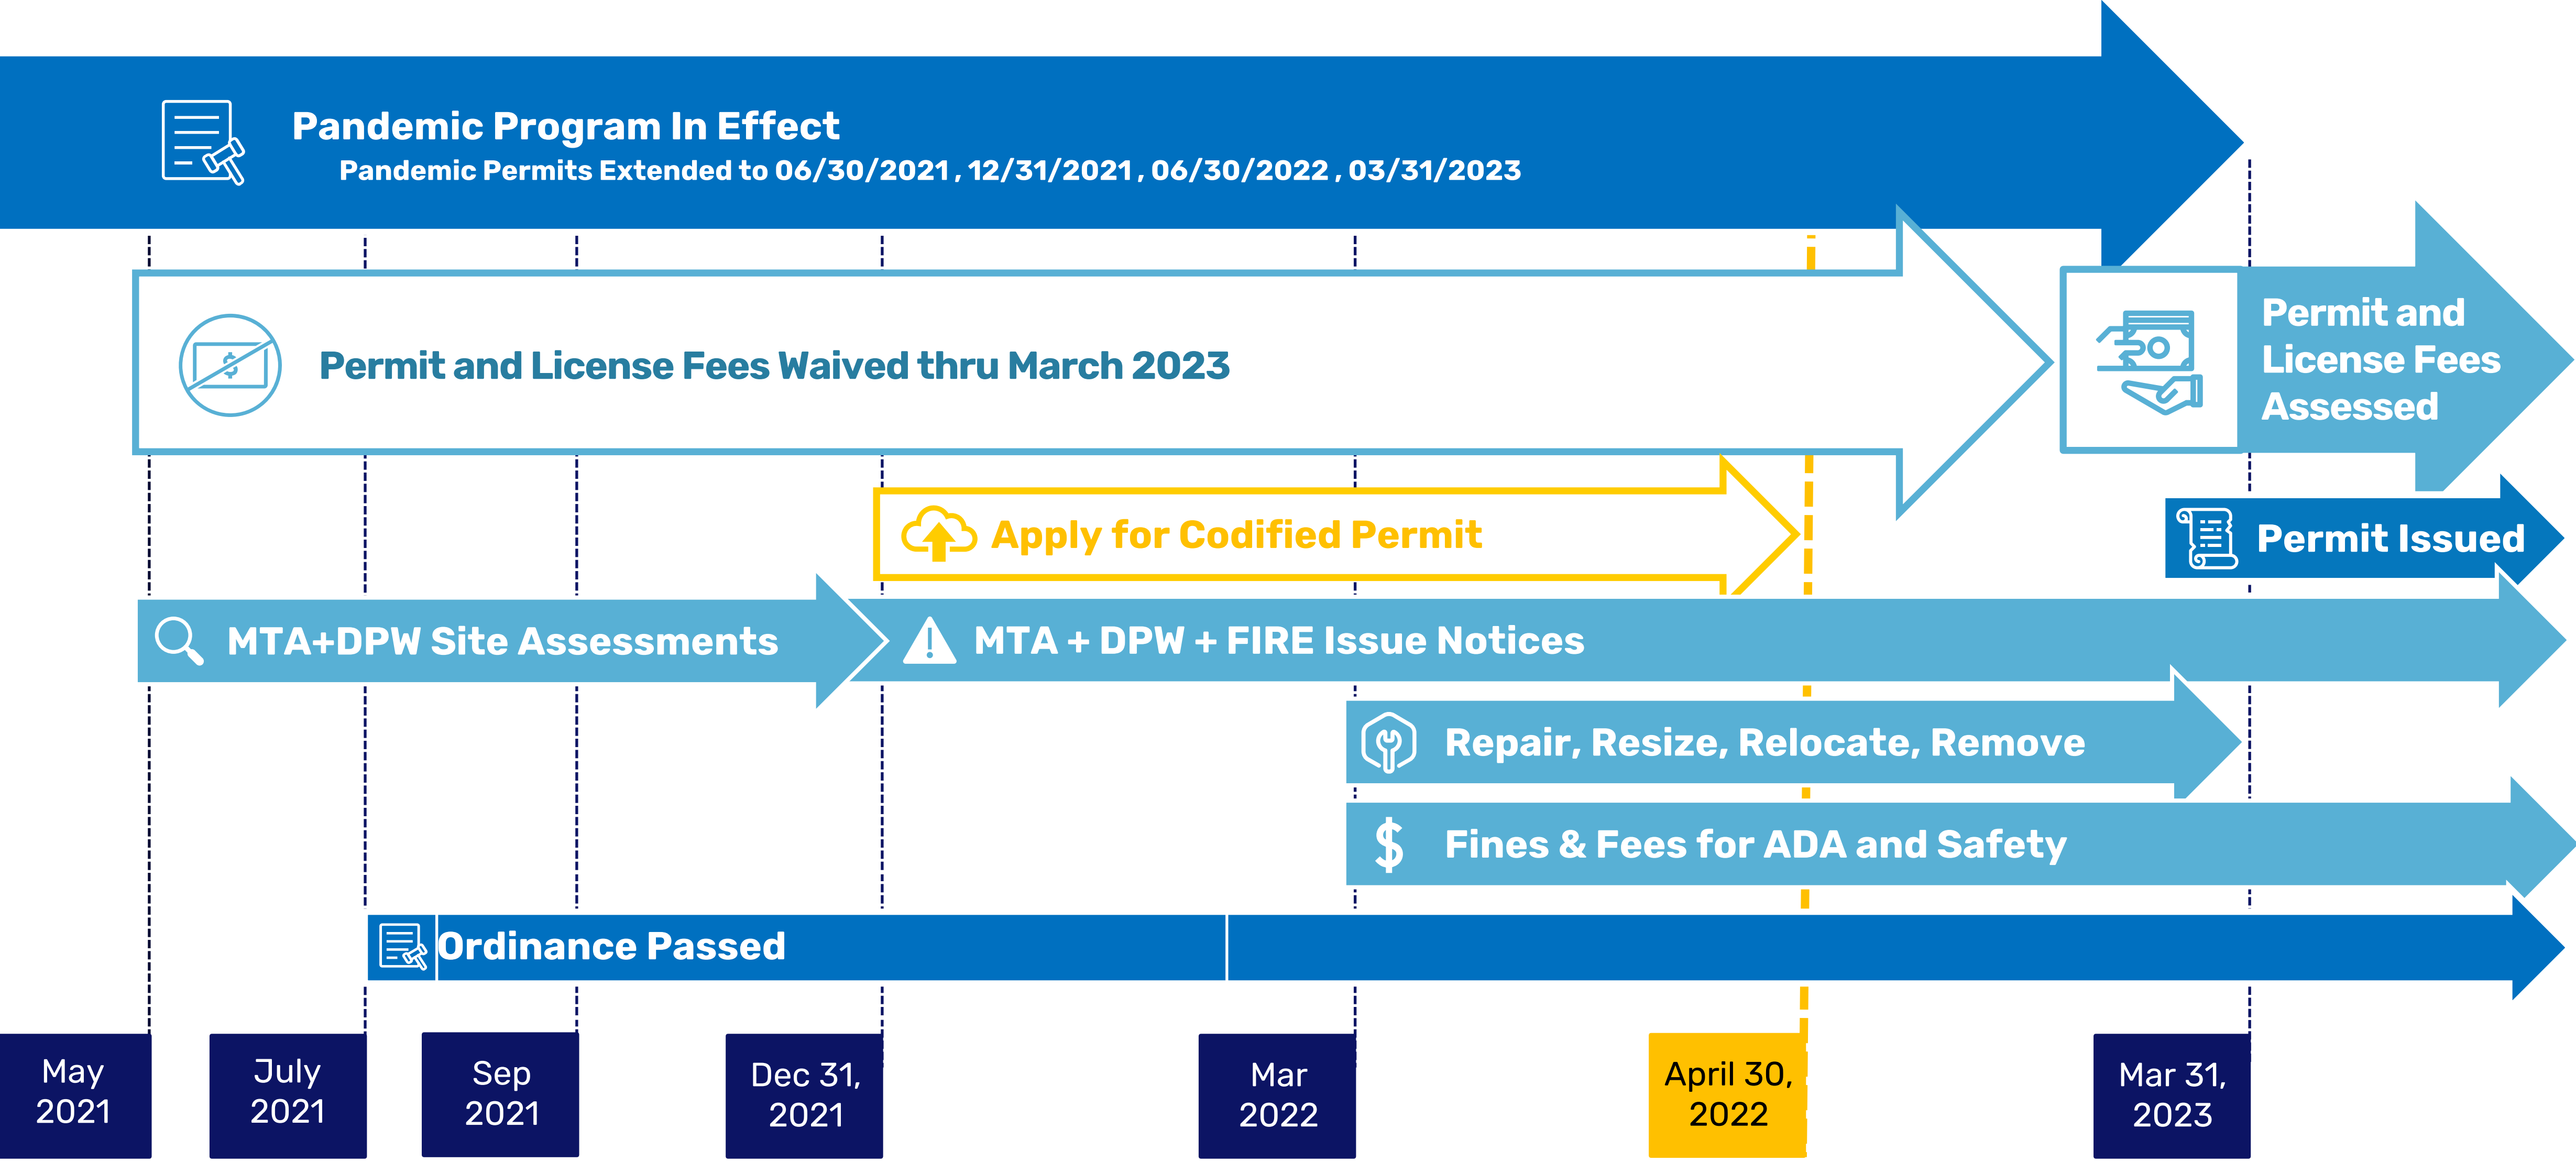 Pandemic Program In Effect
Pandemic Permits Extended to 06/30/2021 , 12/31/2021 , 06/30/2022 , 03/31/2023
Permit and License Fees Waived thru March 2023
Permit and
License Fees
Assessed
Apply for Codified Permit
Permit Issued
MTA+DPW Site Assessments
MTA + DPW + FIRE Issue Notices
Repair, Resize, Relocate, Remove
$ Fines & Fees for ADA and Safety
Ordinance Passed
May
2021
July
2021
Sep
2021
Dec 31,
2021
Mar
2022
April 30,
2022
Mar 31,
2023